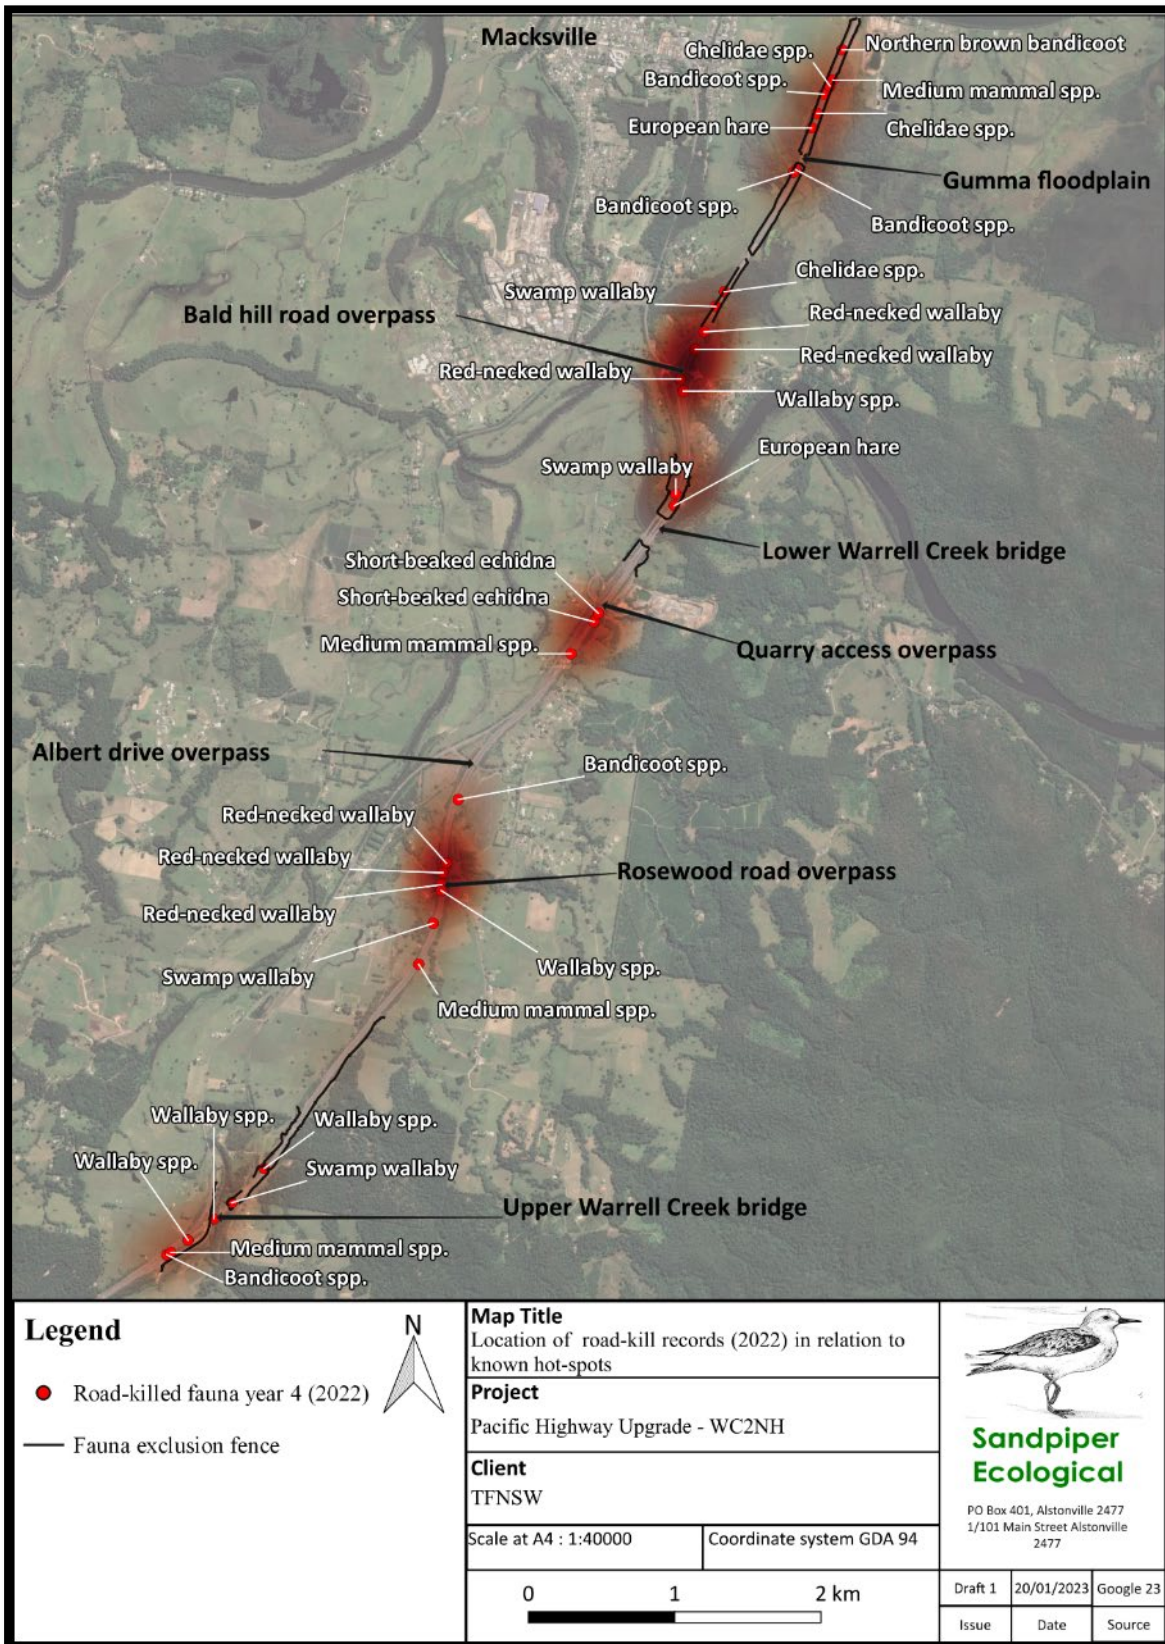 Macksville
Chelidae spp.
Northern brown bandicoot
Bandicoot spp.
Medium mammal spp.
European hare
Chelidae spp.
Gumma floodplain
Bandicoot spp.
Bandicoot spp.
Chelidae spp.
Swamp wallaby
Bald hill road overpass
Red-necked wallaby
Red-necked wallaby
Red-necked wallaby
Wallaby spp.
European hare
Swamp wallaby
Lower Warrell Creek bridge
Short-beaked echidna
Short-beaked echidna
Medium mammal spp.
Quarry access overpass
Albert drive overpass
Bandicoot spp.
Red-necked wallaby
Red-necked wallaby
Rosewood road overpass
Red-necked wallaby
Swamp wallaby
Wallaby spp.
Medium mammal spp.
Wallaby spp.
Wallaby spp.
Wallaby spp.
Swamp wallaby
Upper Warrell Creek bridge
Medium mammal spp.
Bandicoot spp.
Legend
N
Road-killed fauna year 4 (2022)
Fauna exclusion fence
Map Title
Location of road-kill records (2022) in relation to
known hot-spots
Project
Pacific Highway Upgrade - WC2NH
Client
TFNSW
Scale at A4 : 1:40000
Coordinate system GDA 94
0 1 2 km
Sandpiper
Ecological
PO Box 401, Alstonville 2477
1/101 Main Street Alstonville
2477
Draft 1 20/01/2023 Google 23
Issue Date Source